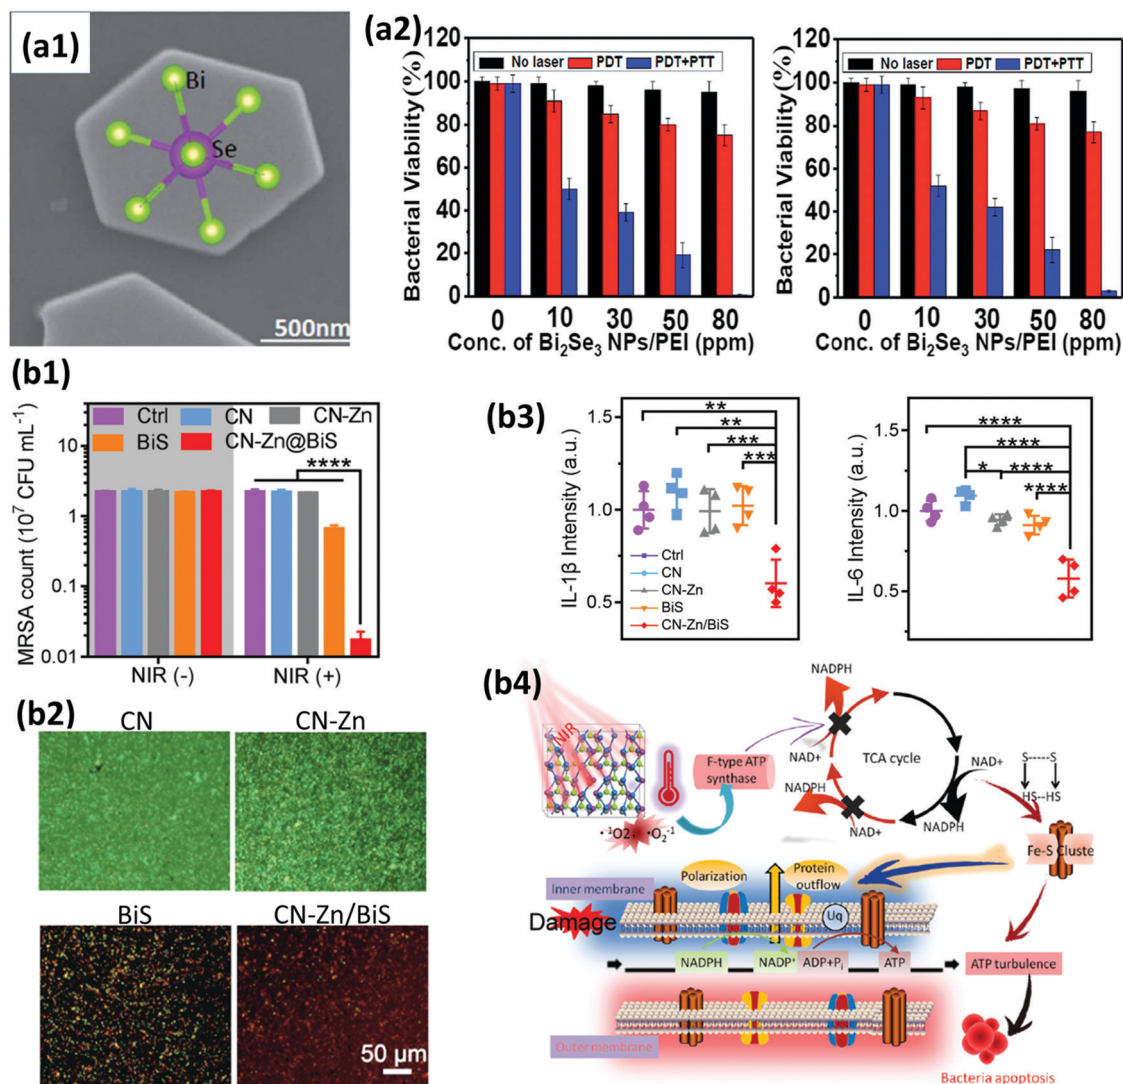 (a1)
Bi
Se
500nm
(a2)
Bacterial Viability (%)
120
100
80
60
40
20
0
No laser PDT PDT+PTT
0 10 30 50 80
Conc. of Bi₂Se₃ NPs/PEI (ppm)
Bacterial Viability (%)
120
100
80
60
40
20
0
No laser PDT PDT+PTT
0 10 30 50 80
Conc. of Bi₂Se₃ NPs/PEI (ppm)
(b1)
MRSA count (10⁷ CFU mL⁻¹)
10
1
0.1
0.01
Ctrl CN CN-Zn
BiS CN-Zn@BiS
****
NIR (-) NIR (+)
(b2)
CN CN-Zn
BiS CN-Zn/BiS
50 μm
(b3)
IL-1β Intensity (a.u.)
1.5
1.0
0.5
**
**
***
***
Ctrl
CN
CN-Zn
BiS
CN-Zn/BiS
IL-6 Intensity (a.u.)
1.5
1.0
0.5
****
****
* ****
****
(b4)
NIR
·¹O2 ·O₂⁻¹
F-type ATP
synthase
NADPH
NAD+
TCA cycle
NADPH
NAD+
NAD+
NADPH
S-----S
HS--HS
Fe-S Cluste
Inner membrane
Polarization
Protein
outflow
Damage
Uq
NADPH NADP⁺ ADP+Pᵢ ATP
ATP turbulence
Outer membrane
Bacteria apoptosis